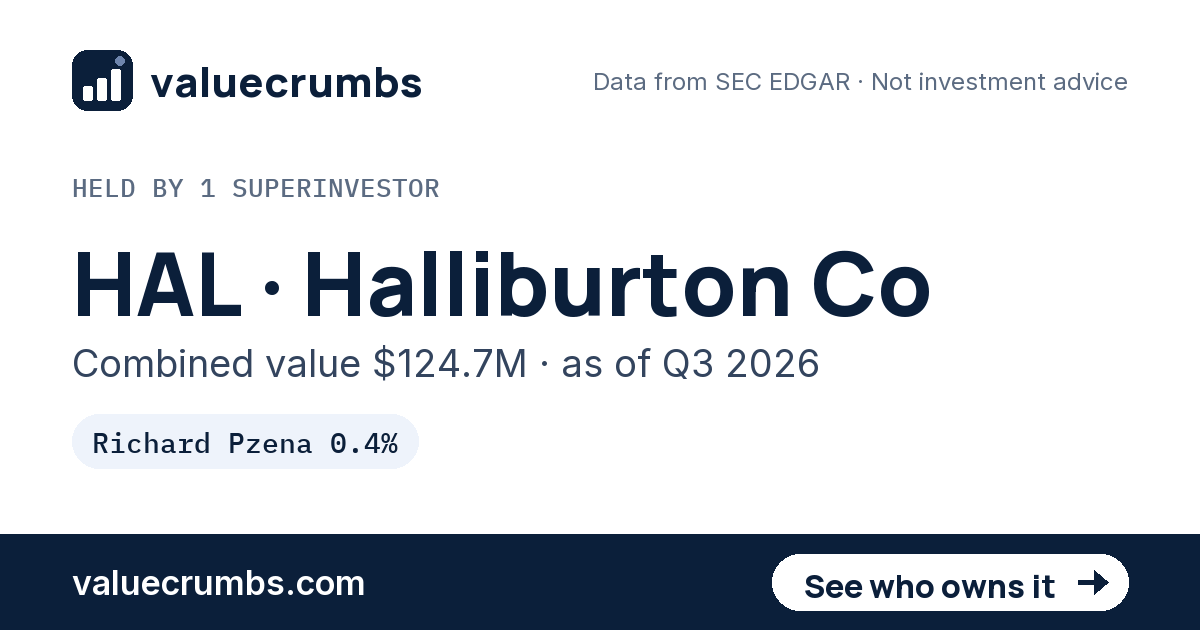 valuecrumbs
Data from SEC EDGAR · Not investment advice
HELD BY 1 SUPERINVESTOR
HAL · Halliburton Co
Combined value $124.7M · as of Q3 2026
Richard Pzena 0.4%
valuecrumbs.com
See who owns it →